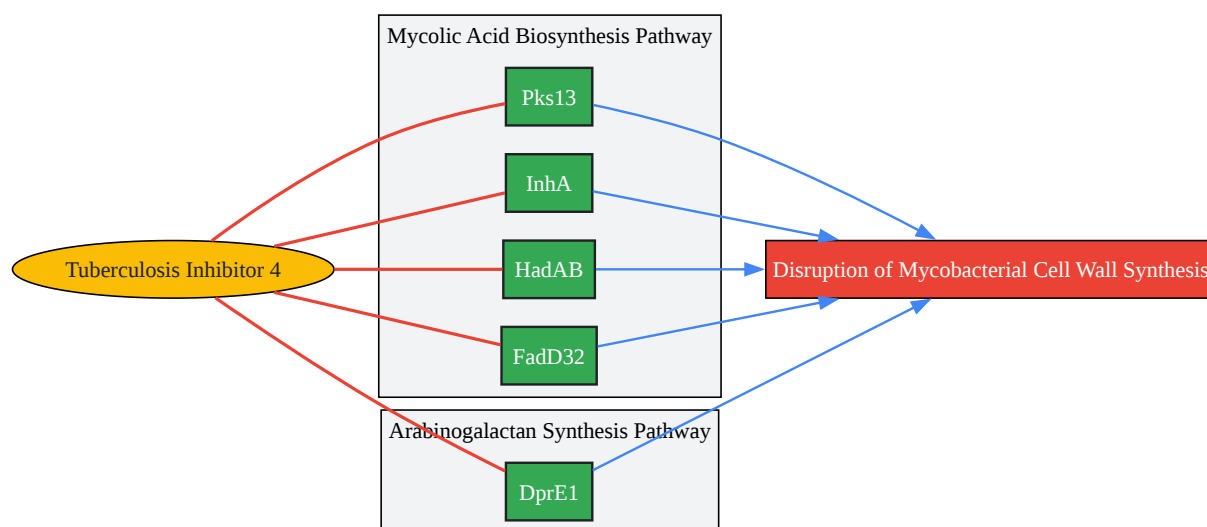 Mycolic Acid Biosynthesis Pathway
Pks13
InhA
Tuberculosis Inhibitor 4
HadAB
Disruption of Mycobacterial Cell Wall Synthesis
FadD32
Arabinogalactan Synthesis Pathway
DprE1